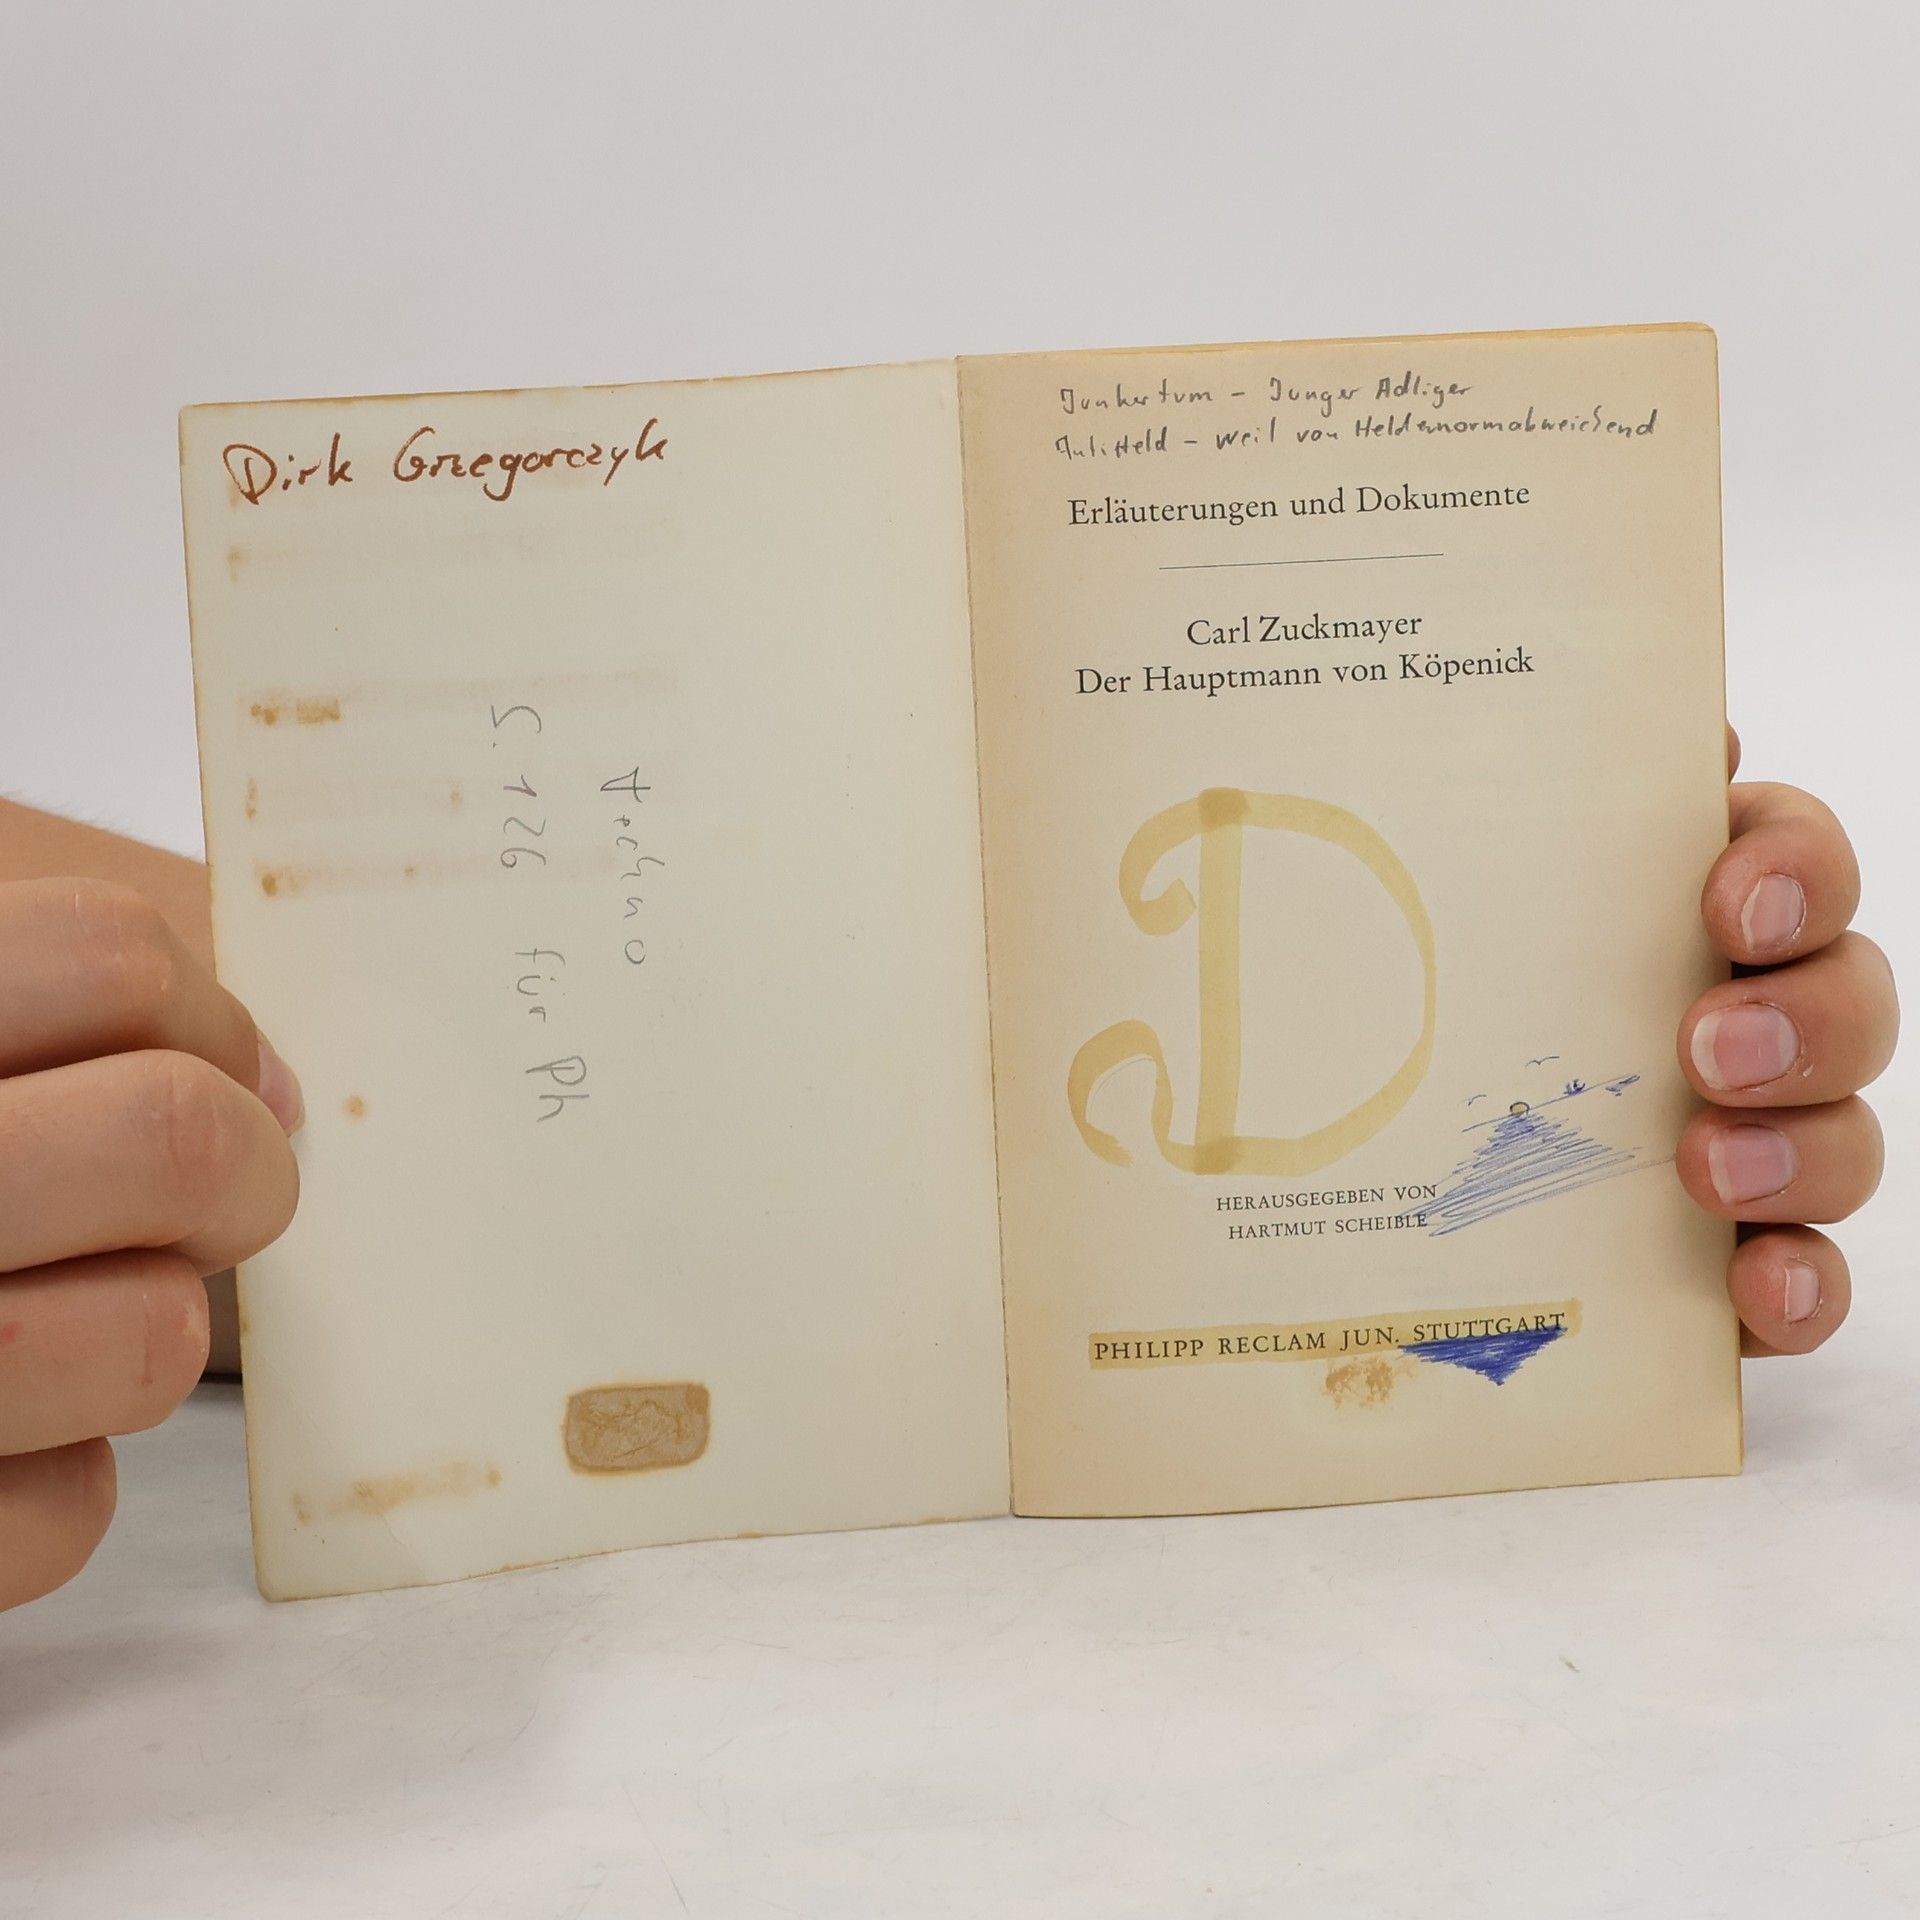 Dirk Grzegorczyk
Techno
S. 126 für Ph
Junkertum - Junger Adliger
AntiHeld - weil von Heldennormabweichend
Erläuterungen und Dokumente
Carl Zuckmayer
Der Hauptmann von Köpenick
D
HERAUSGEGEBEN VON
HARTMUT SCHEIBLE
PHILIPP RECLAM JUN. STUTTGART